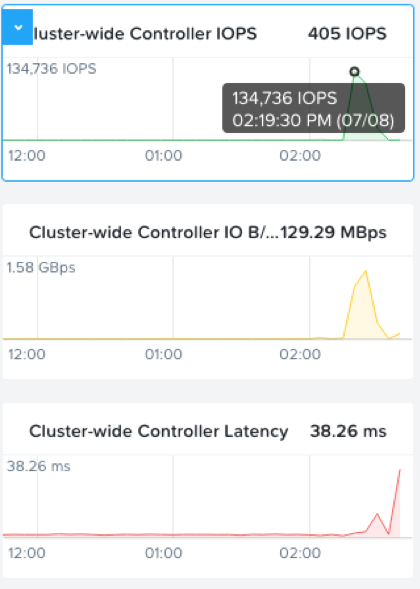 luster-wide Controller IOPS 405 IOPS
134,736 IOPS
134,736 IOPS
02:19:30 PM (07/08)
12:00 01:00 02:00
Cluster-wide Controller IO B/... 129.29 MBps
1.58 GBps
12:00 01:00 02:00
Cluster-wide Controller Latency 38.26 ms
38.26 ms
12:00 01:00 02:00